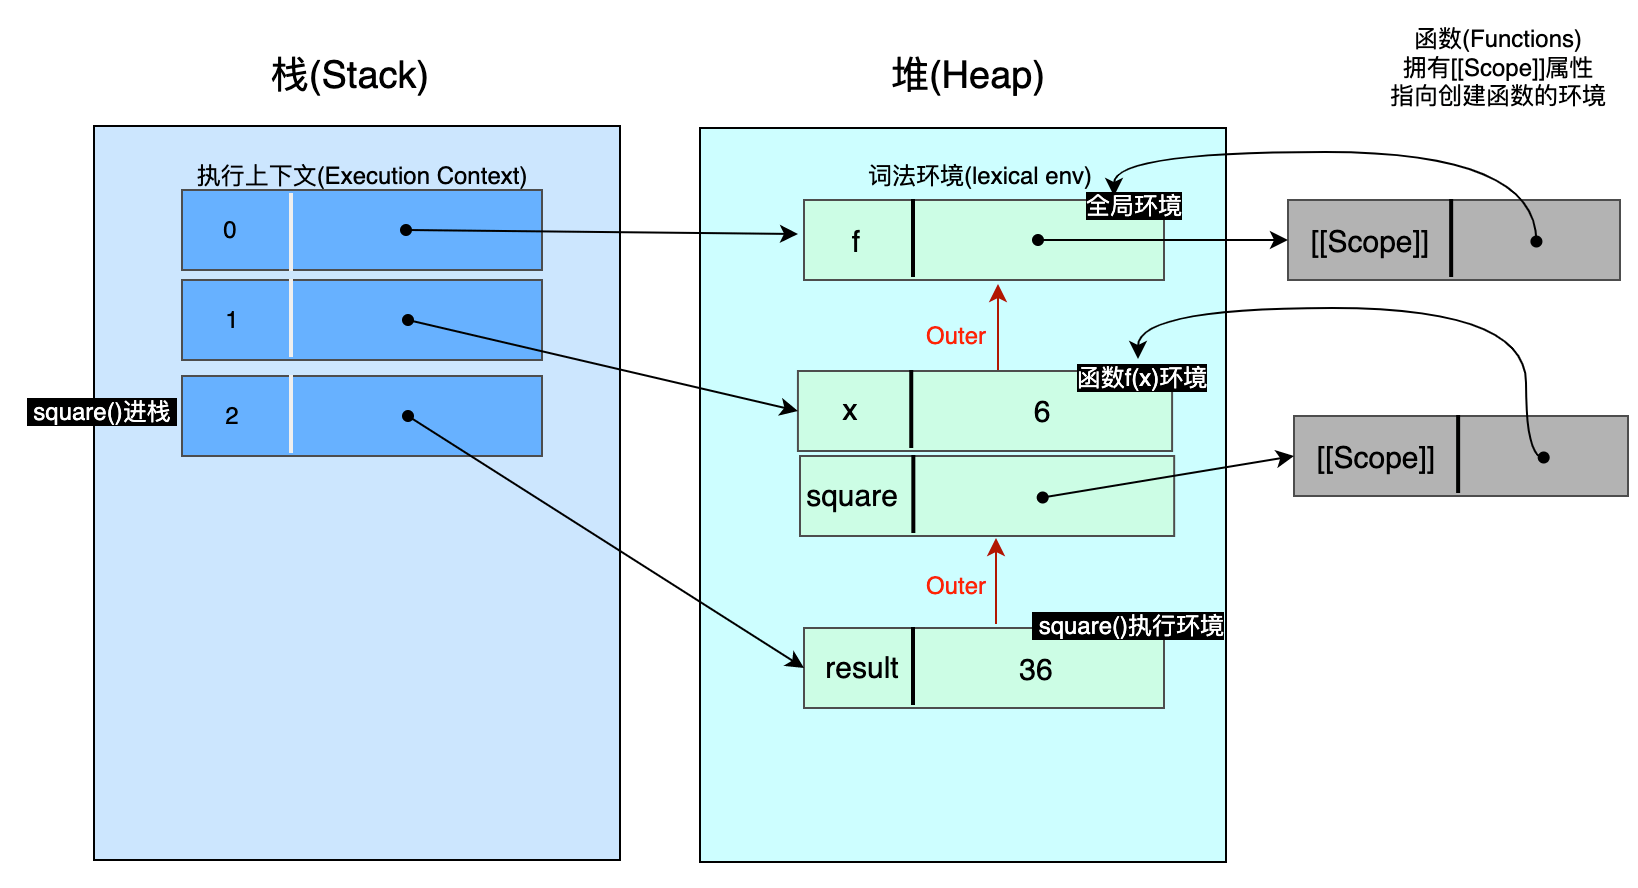 栈(Stack)
堆(Heap)
函数(Functions)
拥有[[Scope]]属性
指向创建函数的环境
执行上下文(Execution Context)
0
1
square()进栈
2
词法环境(lexical env)
全局环境
f
Outer
函数f(x)环境
x
6
square
Outer
square()执行环境
result
36
[[Scope]]
[[Scope]]